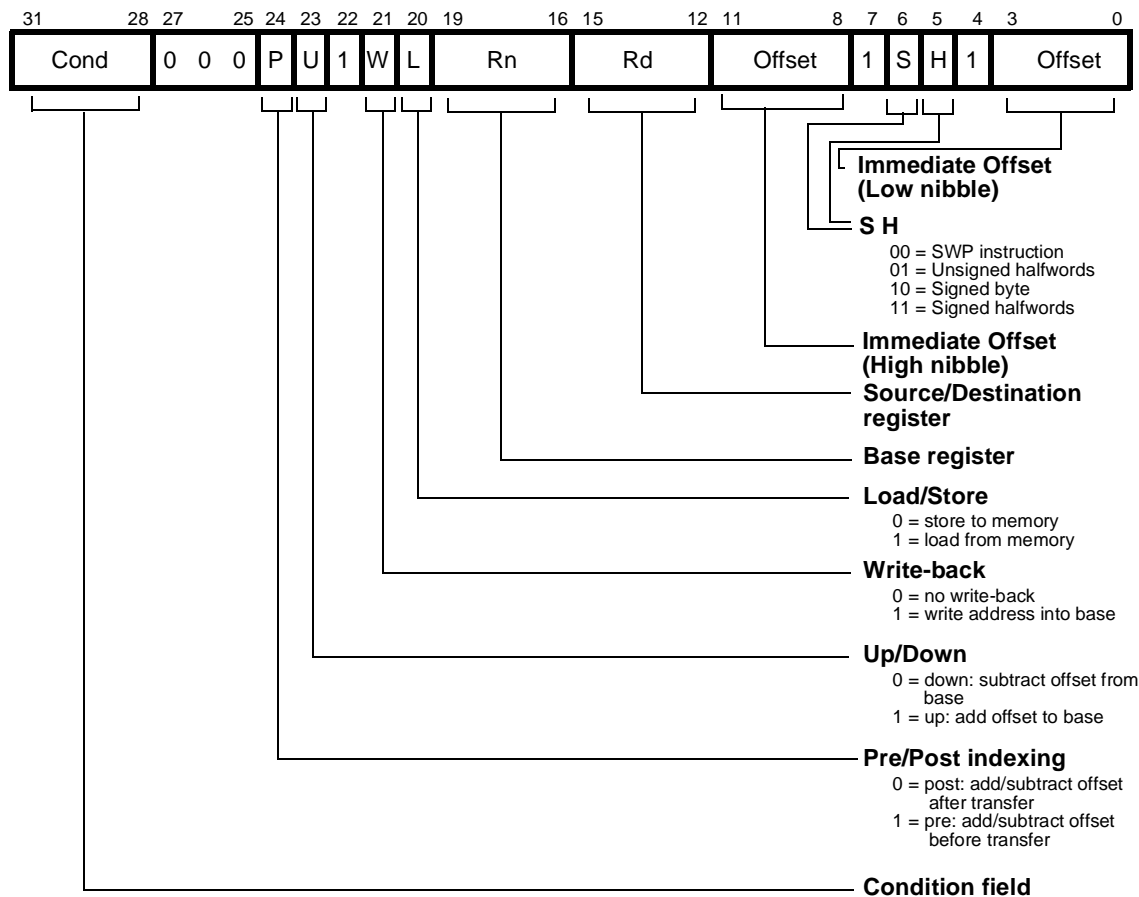 31 28 27 25 24 23 22 21 20 19 16 15 12 11 8 7 6 5 4 3 0
Cond 0 0 0 P U 1 W L Rn Rd Offset 1 S H 1 Offset
Immediate Offset
(Low nibble)
S H
00 = SWP instruction
01 = Unsigned halfwords
10 = Signed byte
11 = Signed halfwords
Immediate Offset
(High nibble)
Source/Destination
register
Base register
Load/Store
0 = store to memory
1 = load from memory
Write-back
0 = no write-back
1 = write address into base
Up/Down
0 = down: subtract offset from
base
1 = up: add offset to base
Pre/Post indexing
0 = post: add/subtract offset
after transfer
1 = pre: add/subtract offset
before transfer
Condition field